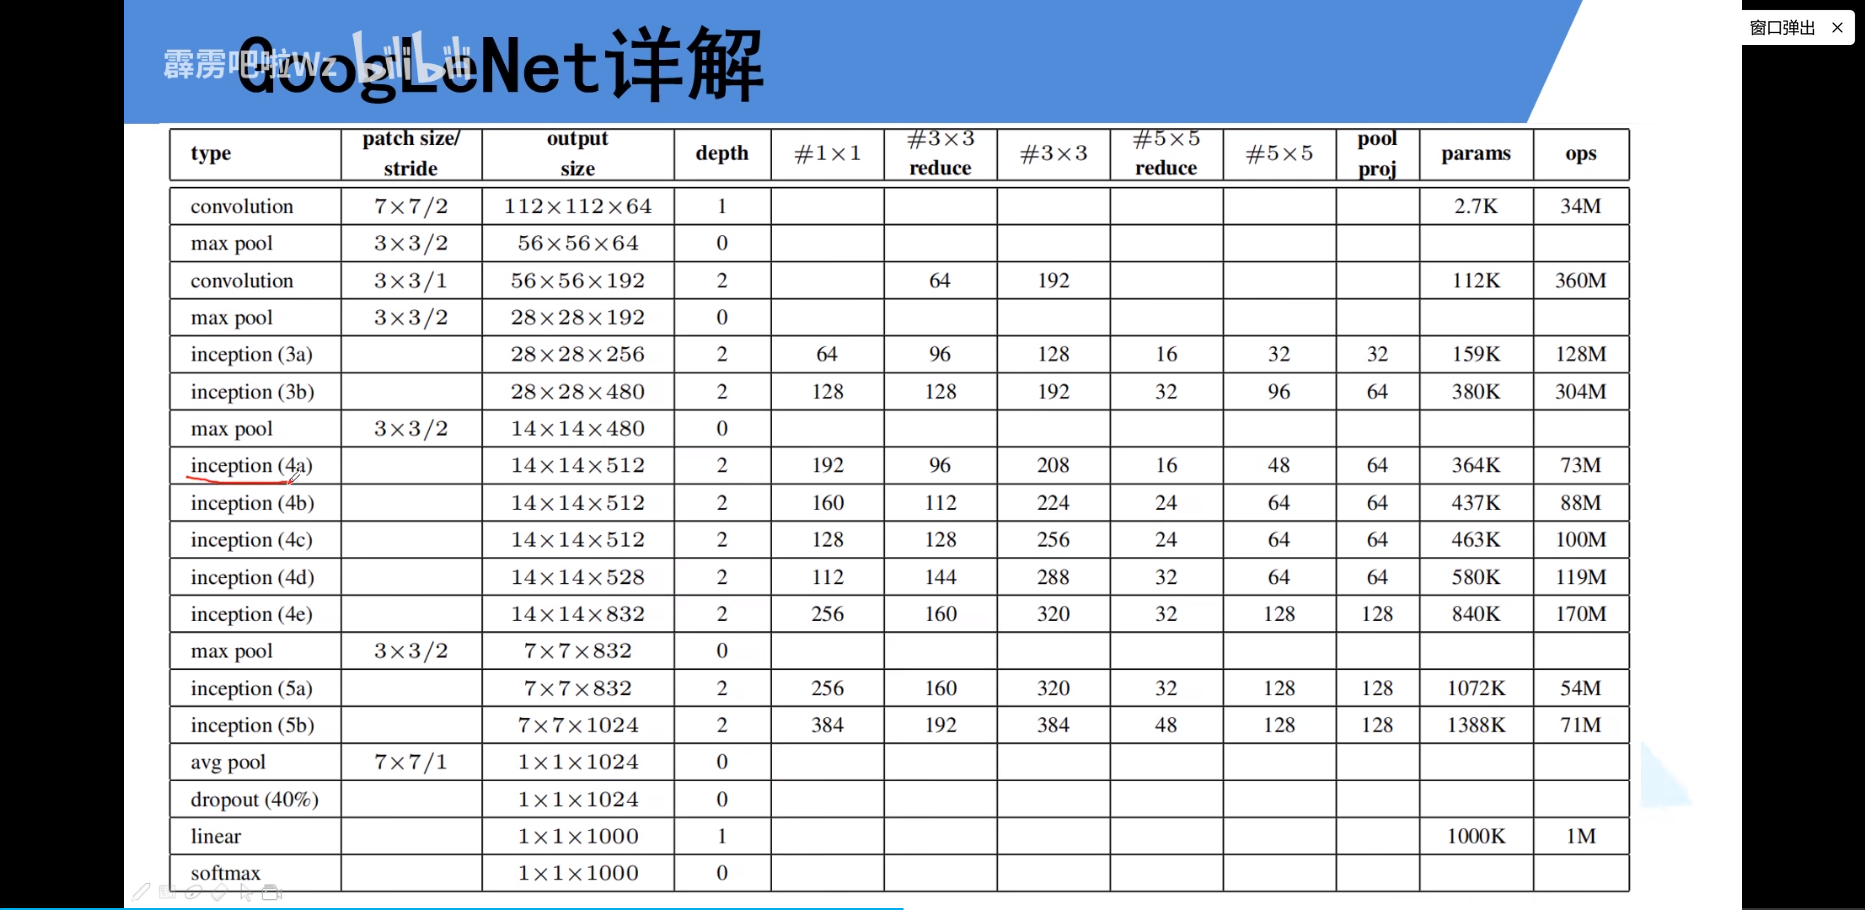 窗口弹出 ×
霹雳吧啦Wz bilibili
GoogLeNet详解
type patch size/ stride output size depth #1×1 #3×3 reduce #3×3 #5×5 reduce #5×5 pool proj params ops
convolution 7×7/2 112×112×64 1 2.7K 34M
max pool 3×3/2 56×56×64 0
convolution 3×3/1 56×56×192 2 64 192 112K 360M
max pool 3×3/2 28×28×192 0
inception (3a) 28×28×256 2 64 96 128 16 32 32 159K 128M
inception (3b) 28×28×480 2 128 128 192 32 96 64 380K 304M
max pool 3×3/2 14×14×480 0
inception (4a) 14×14×512 2 192 96 208 16 48 64 364K 73M
inception (4b) 14×14×512 2 160 112 224 24 64 64 437K 88M
inception (4c) 14×14×512 2 128 128 256 24 64 64 463K 100M
inception (4d) 14×14×528 2 112 144 288 32 64 64 580K 119M
inception (4e) 14×14×832 2 256 160 320 32 128 128 840K 170M
max pool 3×3/2 7×7×832 0
inception (5a) 7×7×832 2 256 160 320 32 128 128 1072K 54M
inception (5b) 7×7×1024 2 384 192 384 48 128 128 1388K 71M
avg pool 7×7/1 1×1×1024 0
dropout (40%) 1×1×1024 0
linear 1×1×1000 1 1000K 1M
softmax 1×1×1000 0